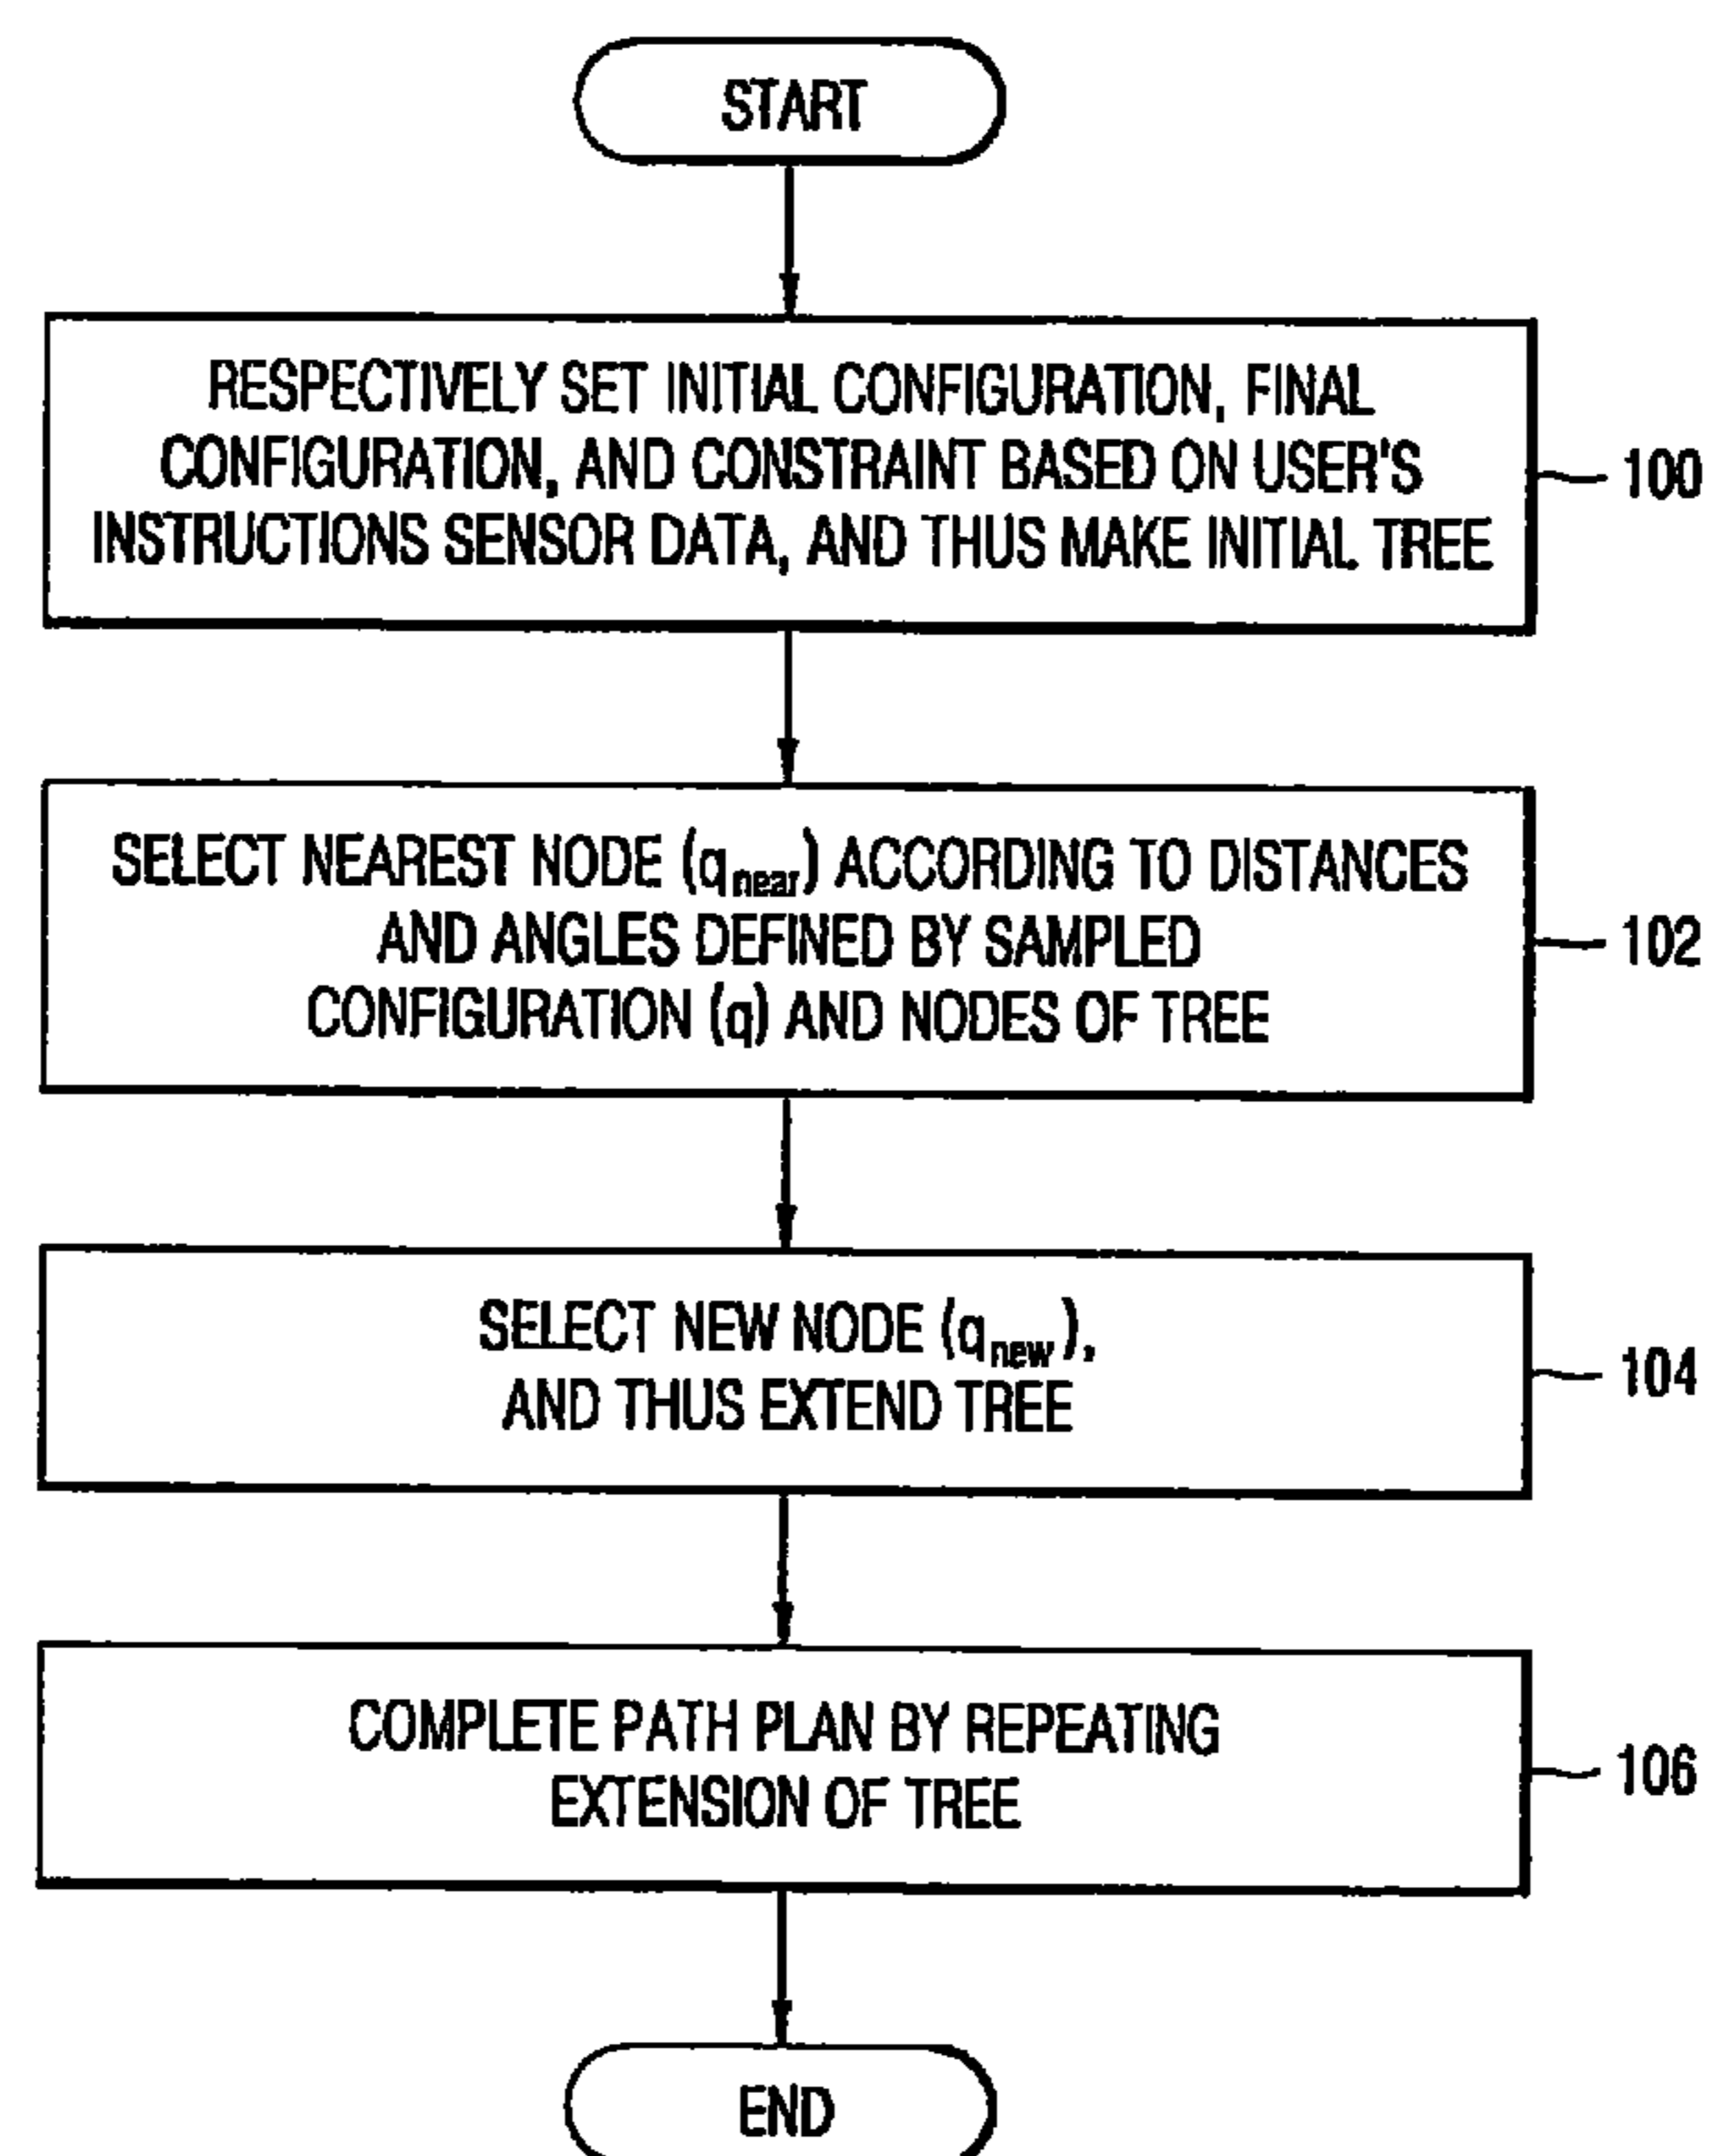 START
RESPECTIVELY SET INITIAL CONFIGURATION, FINAL
CONFIGURATION, AND CONSTRAINT BASED ON USER'S
INSTRUCTIONS SENSOR DATA, AND THUS MAKE INITIAL TREE
100
SELECT NEAREST NODE (qnear) ACCORDING TO DISTANCES
AND ANGLES DEFINED BY SAMPLED
CONFIGURATION (q) AND NODES OF TREE
102
SELECT NEW NODE (qnew),
AND THUS EXTEND TREE
104
COMPLETE PATH PLAN BY REPEATING
EXTENSION OF TREE
106
END